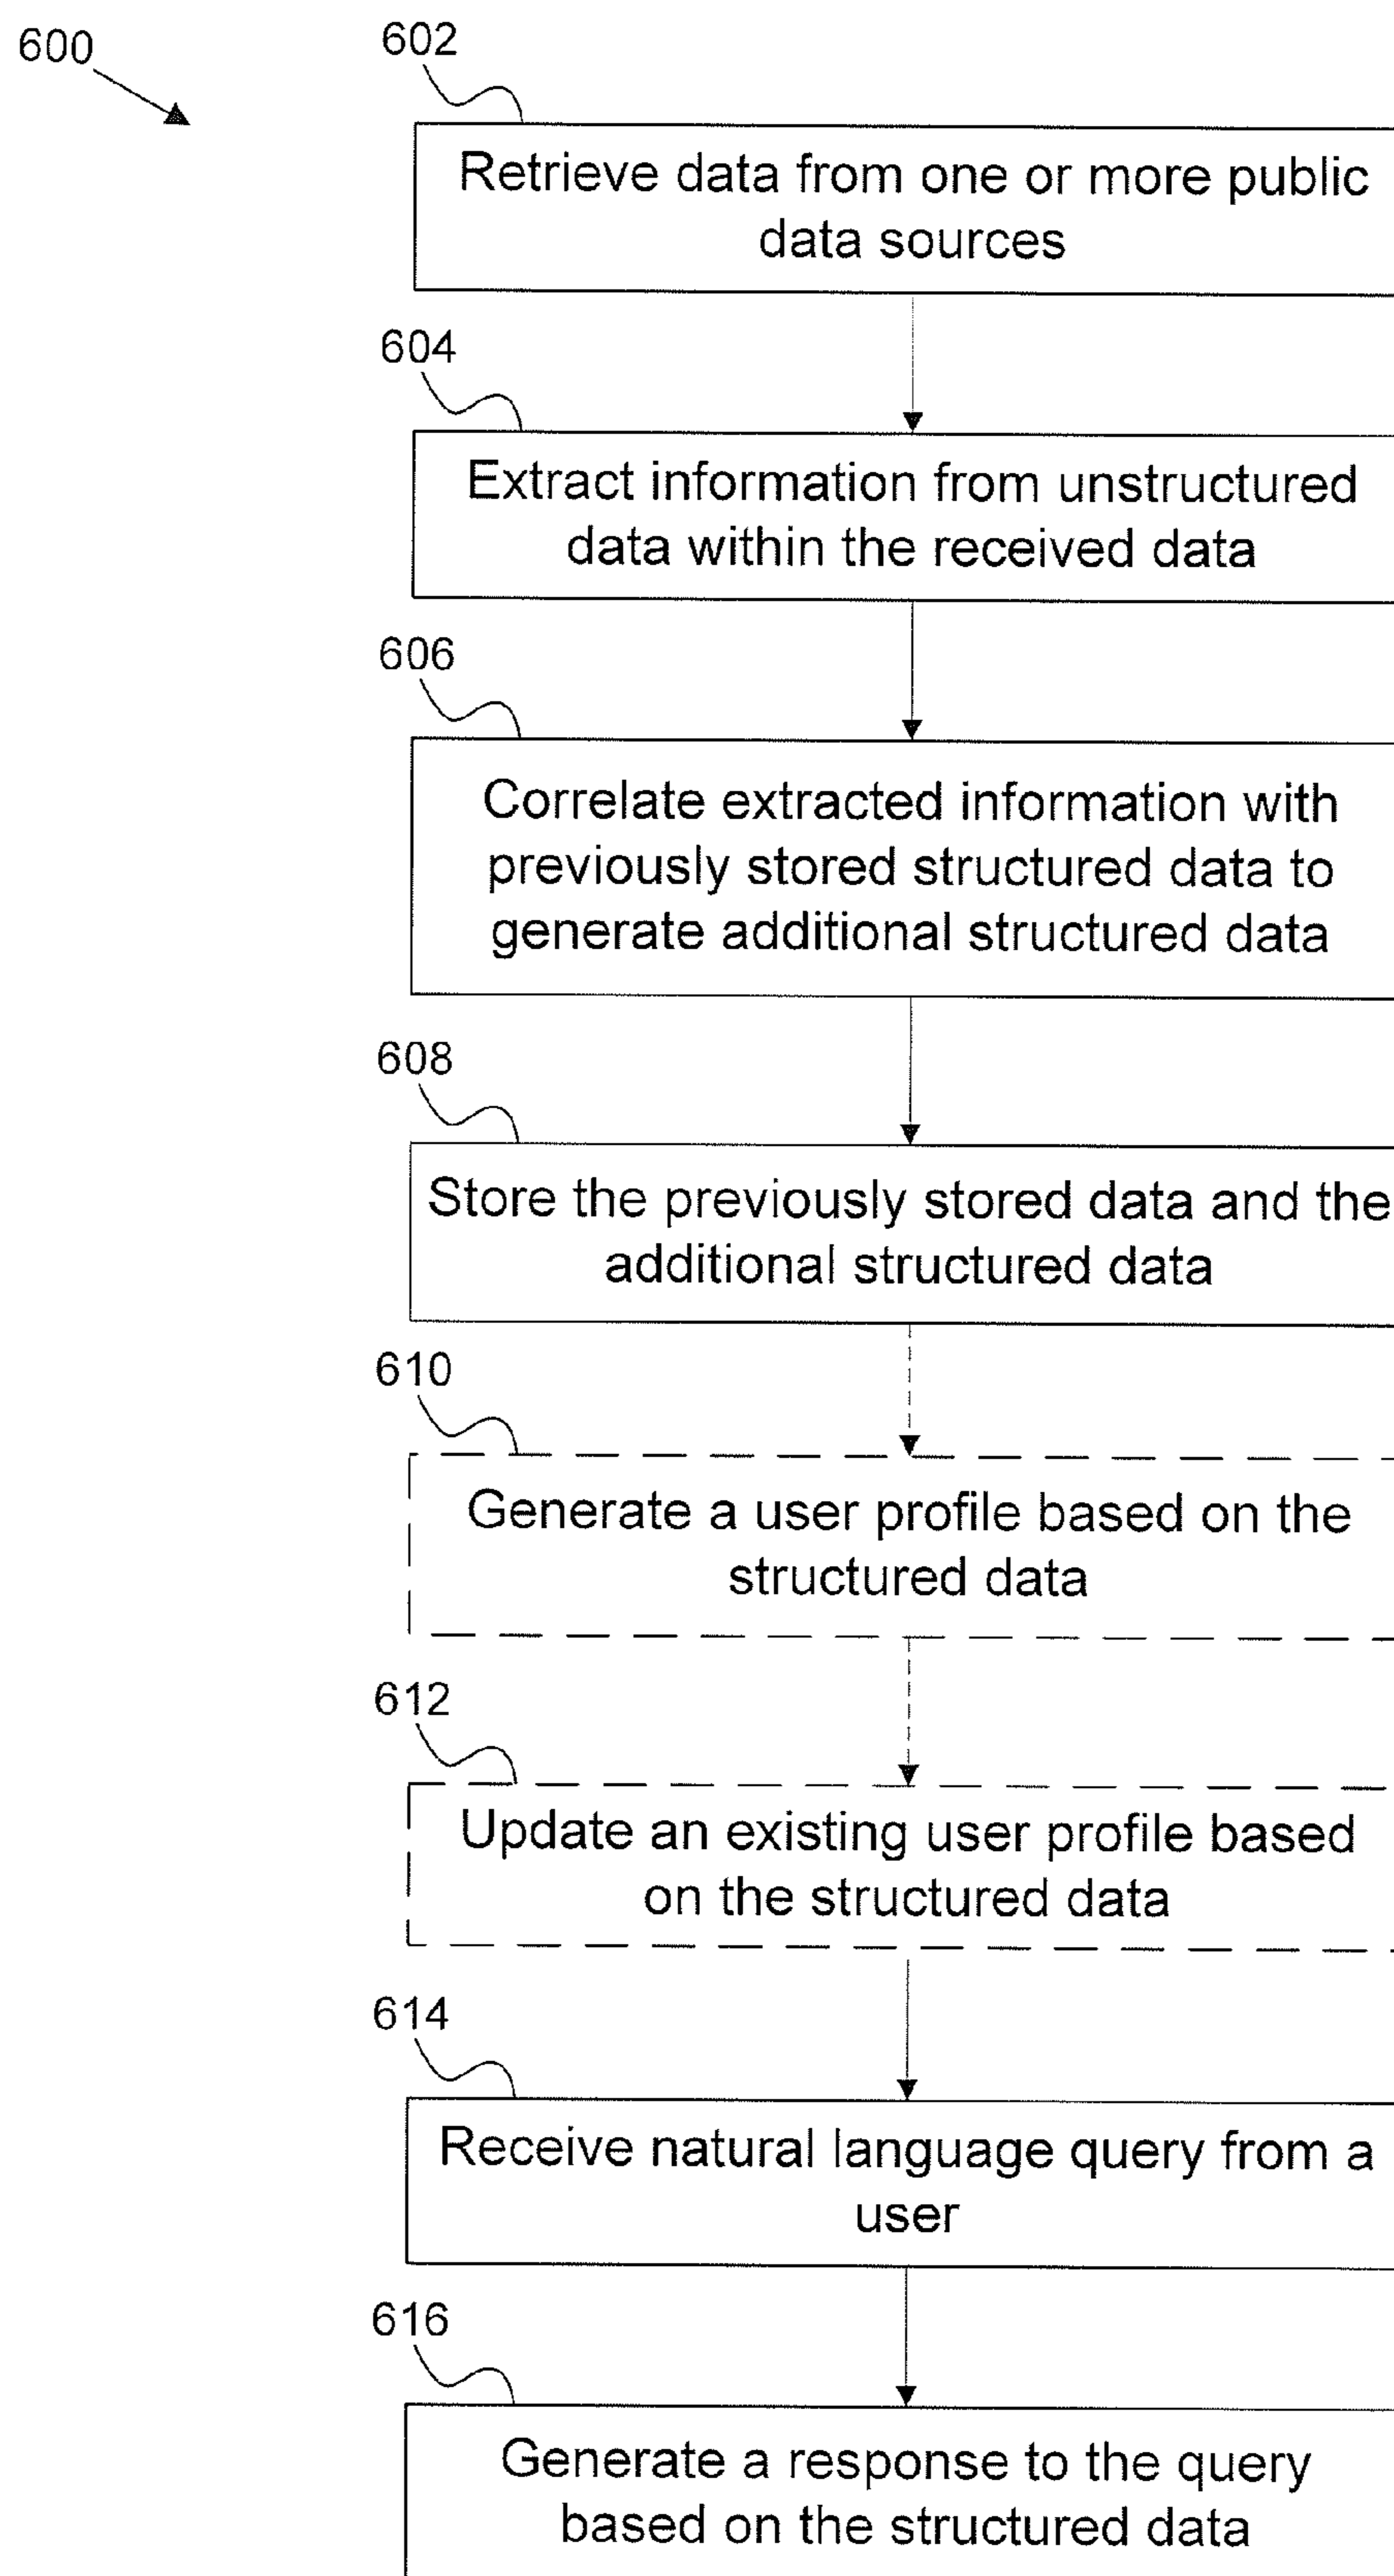 600
602
Retrieve data from one or more public
data sources
604
Extract information from unstructured
data within the received data
606
Correlate extracted information with
previously stored structured data to
generate additional structured data
608
Store the previously stored data and the
additional structured data
610
Generate a user profile based on the
structured data
612
Update an existing user profile based
on the structured data
614
Receive natural language query from a
user
616
Generate a response to the query
based on the structured data